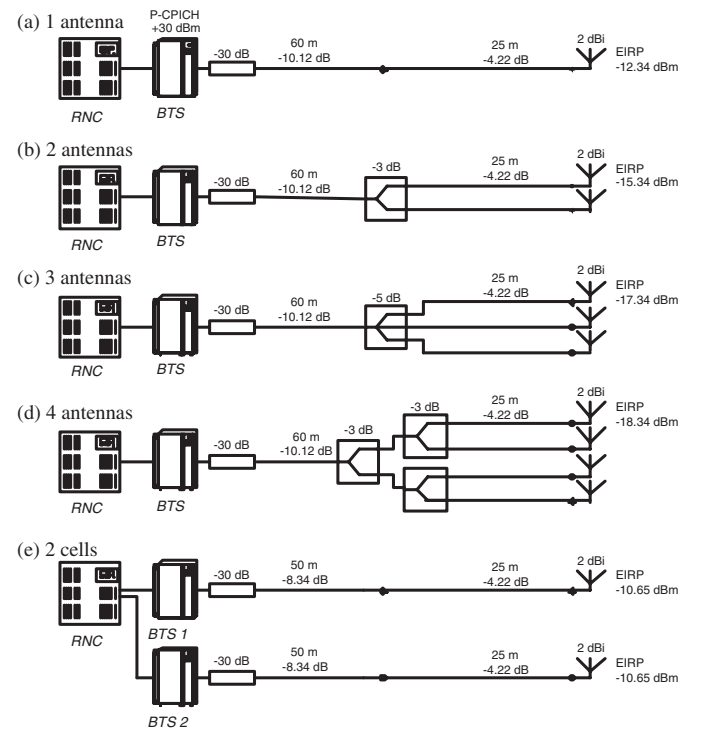 (a) 1 antenna
P-CPICH
+30 dBm
-30 dB
60 m
-10.12 dB
25 m
-4.22 dB
2 dBi
EIRP
-12.34 dBm
RNC
BTS
(b) 2 antennas
-30 dB
60 m
-10.12 dB
-3 dB
25 m
-4.22 dB
2 dBi
EIRP
-15.34 dBm
RNC
BTS
(c) 3 antennas
-30 dB
60 m
-10.12 dB
-5 dB
25 m
-4.22 dB
2 dBi
EIRP
-17.34 dBm
RNC
BTS
(d) 4 antennas
-30 dB
60 m
-10.12 dB
-3 dB
-3 dB
25 m
-4.22 dB
2 dBi
EIRP
-18.34 dBm
RNC
BTS
(e) 2 cells
-30 dB
50 m
-8.34 dB
25 m
-4.22 dB
2 dBi
EIRP
-10.65 dBm
RNC
BTS 1
-30 dB
50 m
-8.34 dB
25 m
-4.22 dB
2 dBi
EIRP
-10.65 dBm
BTS 2